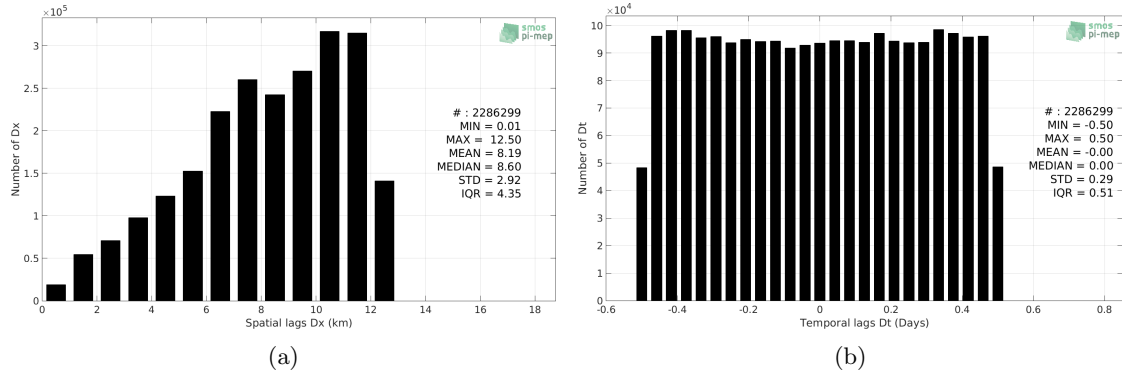 ×10⁵
smos
pi-mep
3
2.5
2
1.5
1
0.5
0
Number of Dx
# : 2286299
MIN = 0.01
MAX = 12.50
MEAN = 8.19
MEDIAN = 8.60
STD = 2.92
IQR = 4.35
0 2 4 6 8 10 12 14 16 18
Spatial lags Dx (km)
(a)
×10⁴
smos
pi-mep
10
9
8
7
6
5
4
3
2
1
0
Number of Dt
# : 2286299
MIN = -0.50
MAX = 0.50
MEAN = -0.00
MEDIAN = 0.00
STD = 0.29
IQR = 0.51
-0.6 -0.4 -0.2 0 0.2 0.4 0.6 0.8
Temporal lags Dt (Days)
(b)